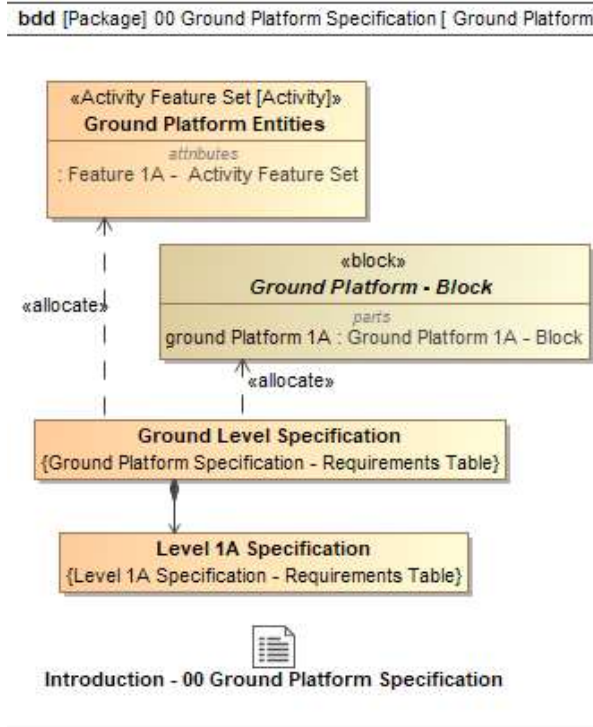 bdd [Package] 00 Ground Platform Specification [ Ground Platform
«Activity Feature Set [Activity]»
Ground Platform Entities
attributes
: Feature 1A - Activity Feature Set
«block»
Ground Platform - Block
parts
ground Platform 1A : Ground Platform 1A - Block
«allocate»
«allocate»
Ground Level Specification
{Ground Platform Specification - Requirements Table}
Level 1A Specification
{Level 1A Specification - Requirements Table}
Introduction - 00 Ground Platform Specification